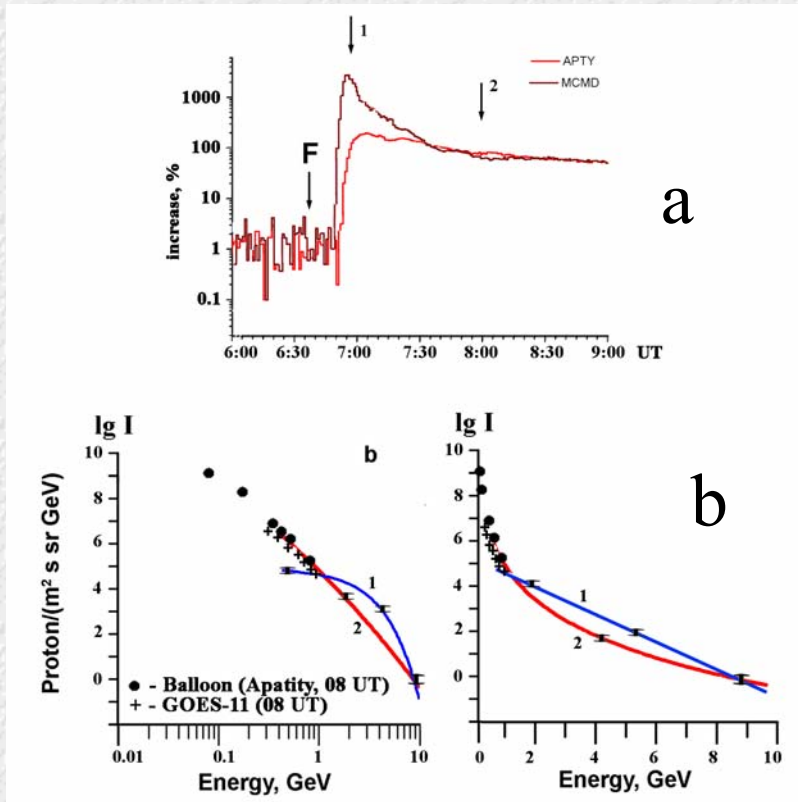 1
APTY
MCMD
2
1000
100
F
10
increase, %
1
0.1
a
6:00 6:30 7:00 7:30 8:00 8:30 9:00 UT
lg I
b
10
8
6
4
2
0
Proton/(m² s sr GeV)
1
2
● - Balloon (Apatity, 08 UT)
+ - GOES-11 (08 UT)
0.01 0.1 1 10
Energy, GeV
lg I
b
10
8
6
4
2
0
1
2
0 2 4 6 8 10
Energy, GeV